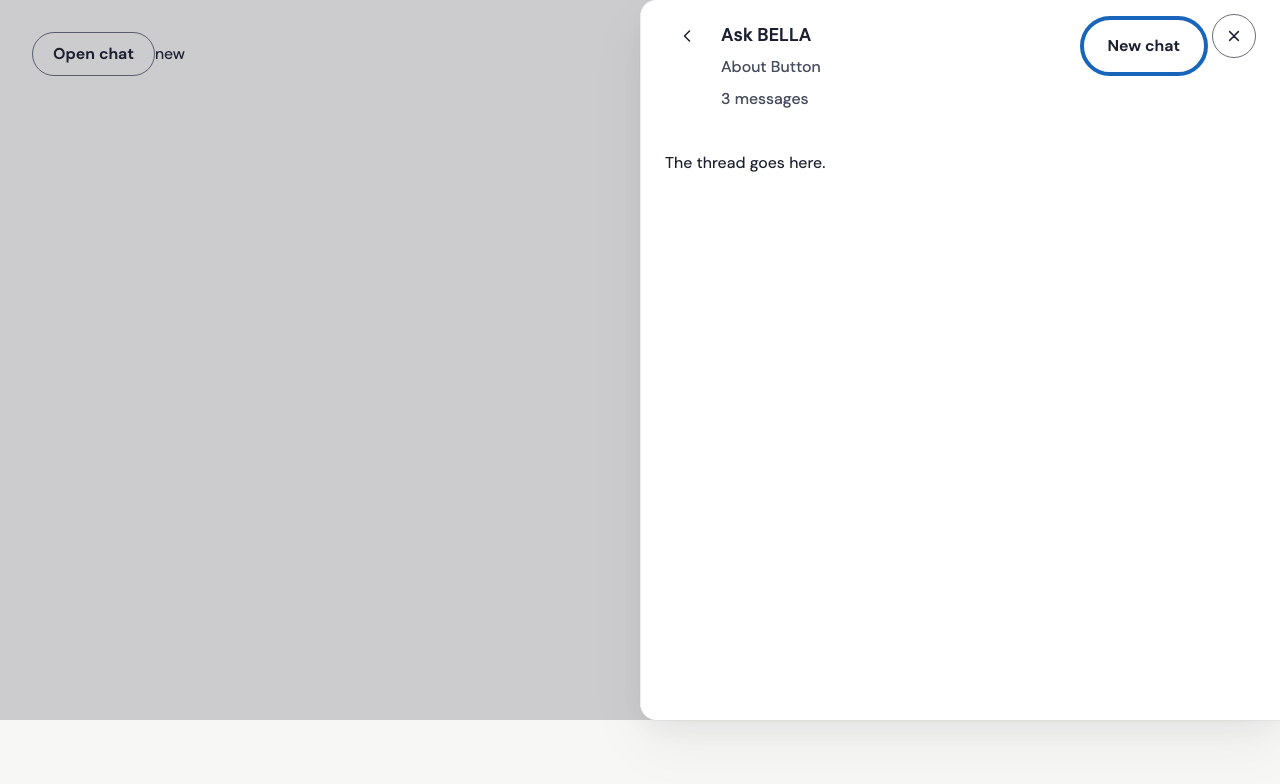 Open chat new
Ask BELLA
About Button
3 messages
New chat
The thread goes here.